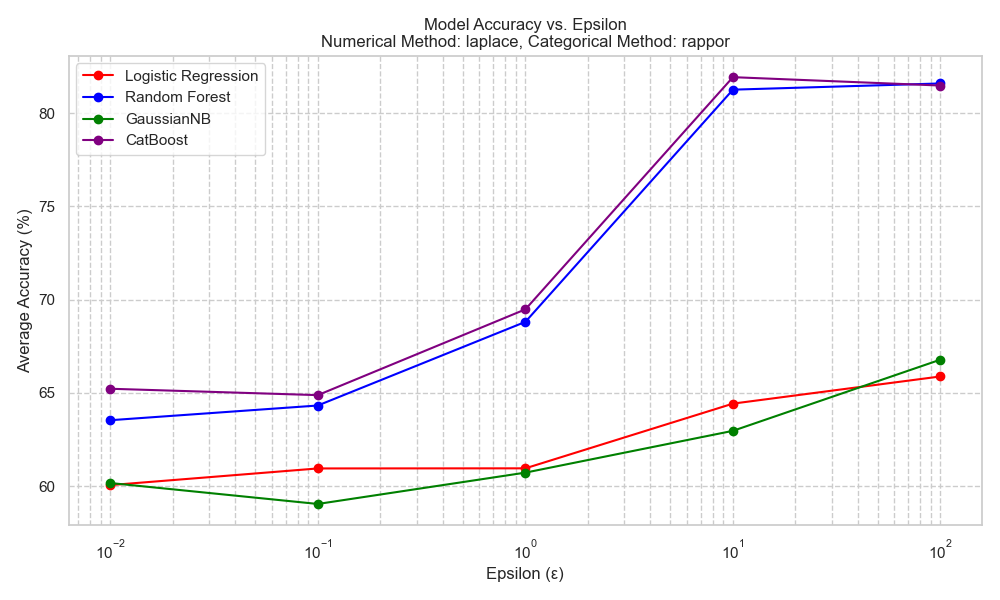 Model Accuracy vs. Epsilon
Numerical Method: laplace, Categorical Method: rappor
Logistic Regression
Random Forest
GaussianNB
CatBoost
Average Accuracy (%)
80
75
70
65
60
10⁻² 10⁻¹ 10⁰ 10¹ 10²
Epsilon (ε)